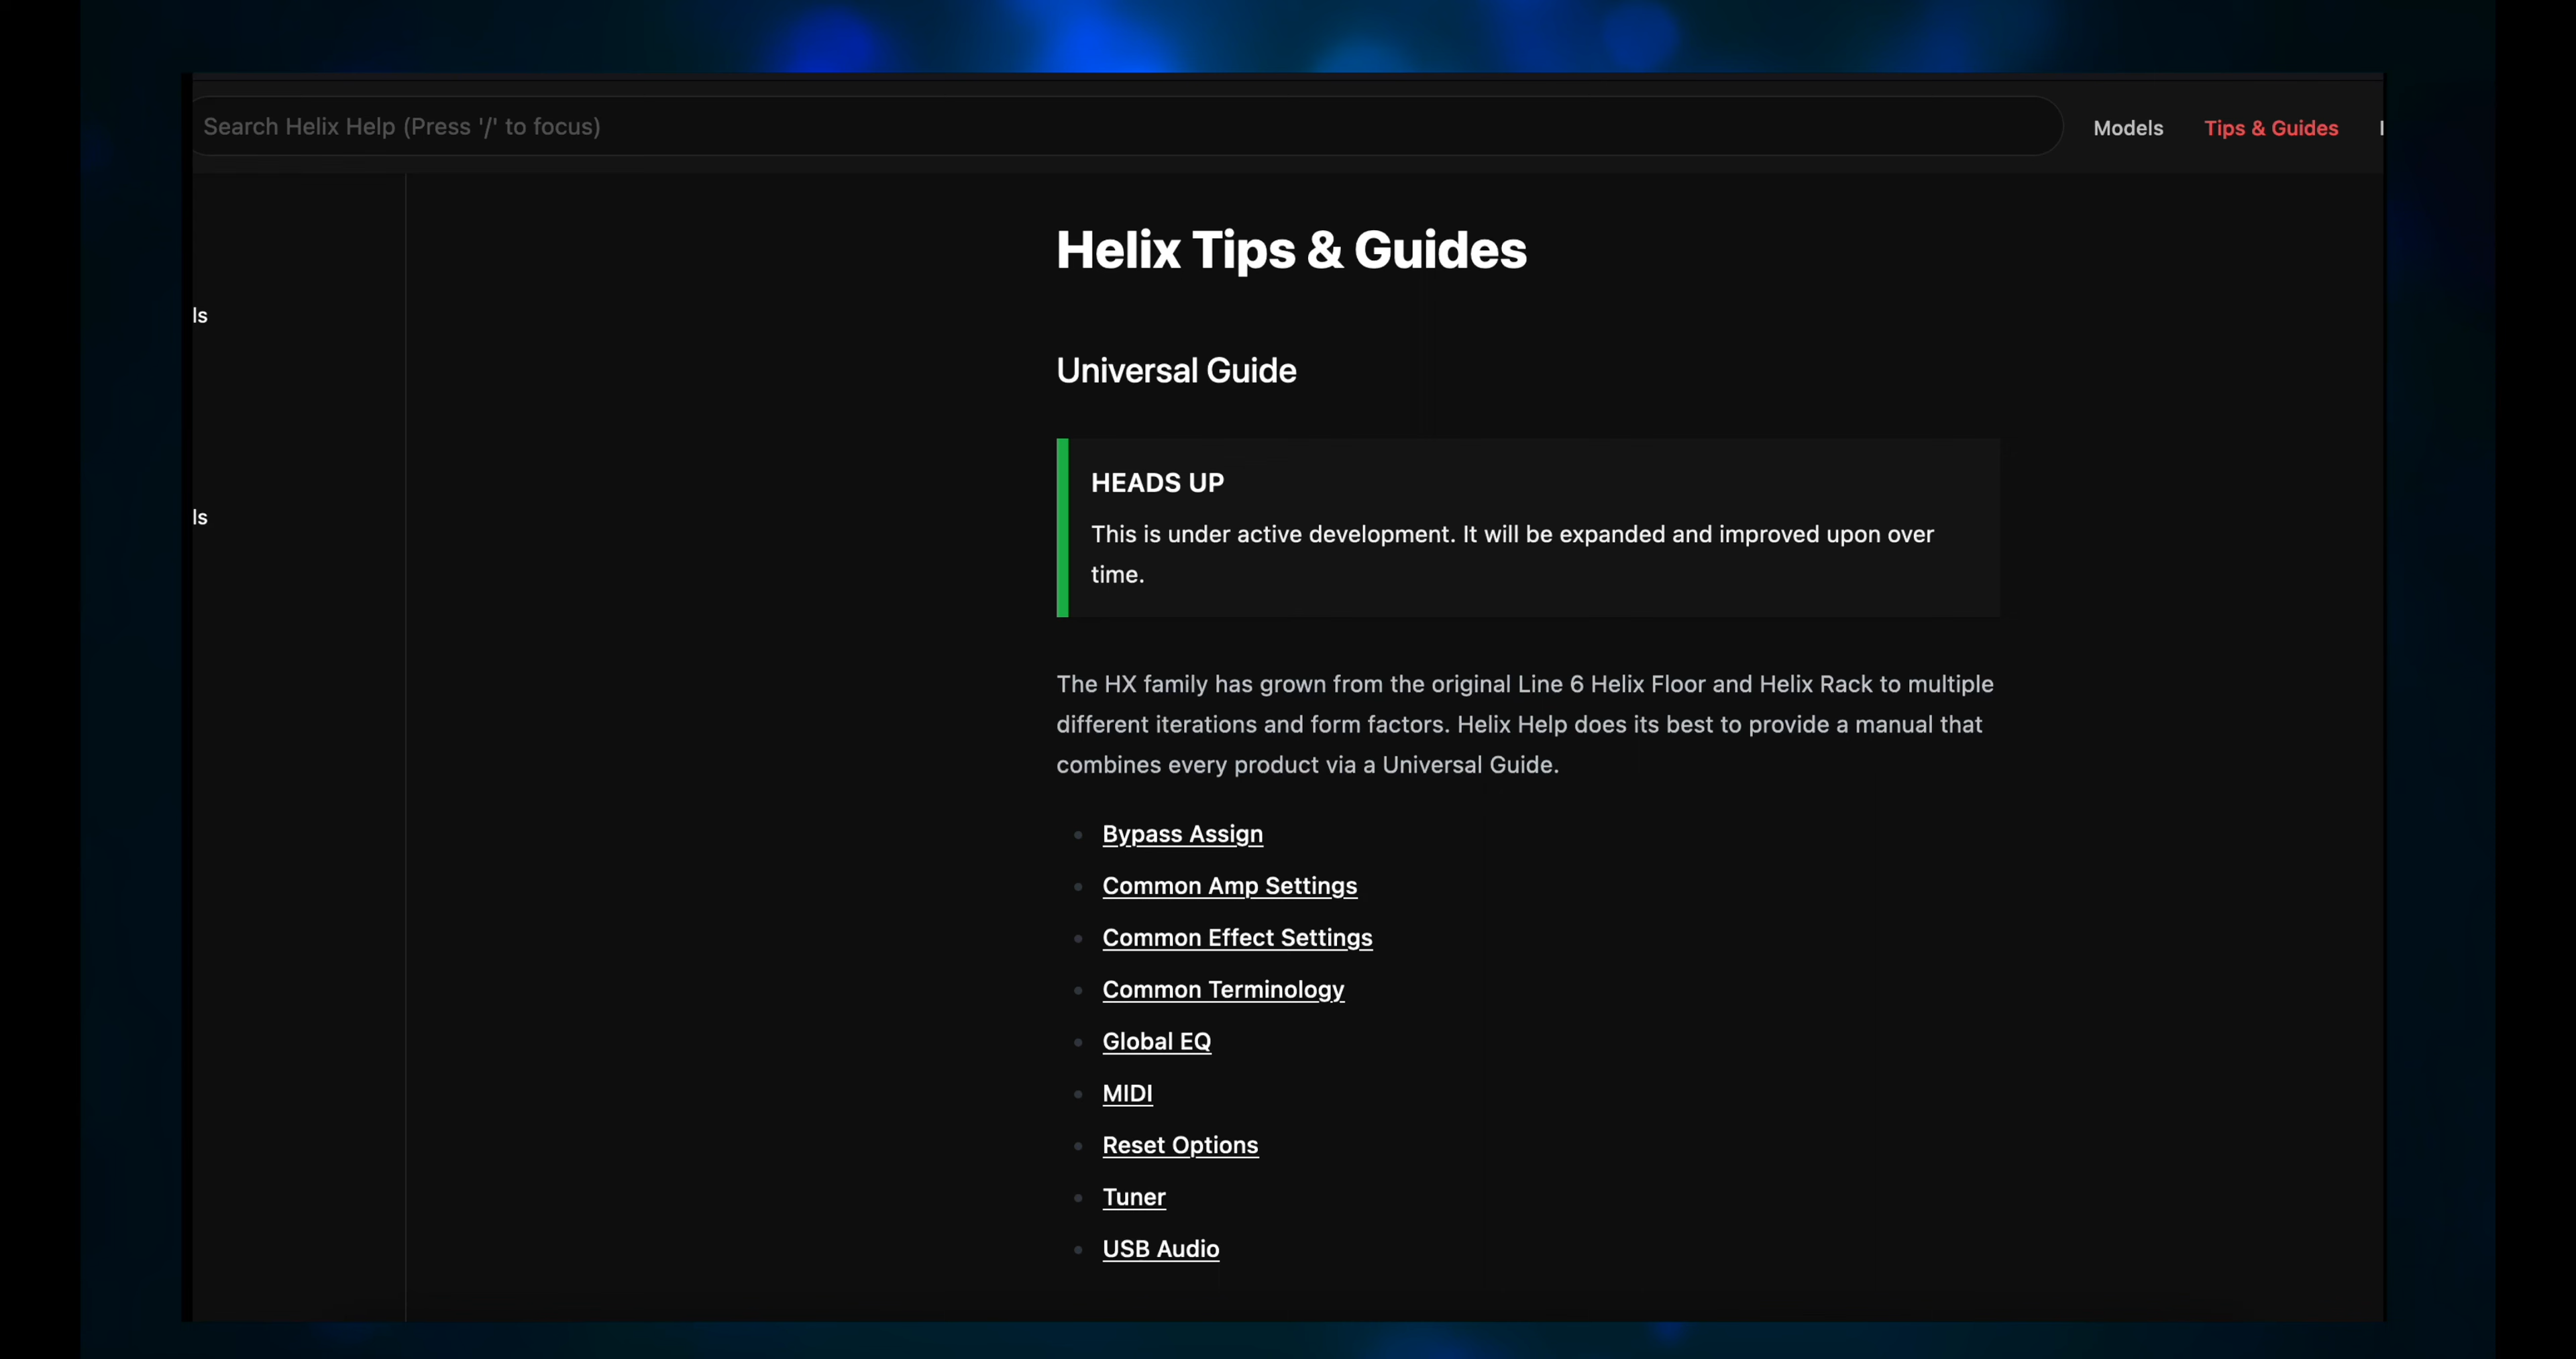 Search Helix Help (Press '/' to focus)
Models
Tips & Guides
Helix Tips & Guides
ls
Universal Guide
HEADS UP
ls
This is under active development. It will be expanded and improved upon over
time.
The HX family has grown from the original Line 6 Helix Floor and Helix Rack to multiple
different iterations and form factors. Helix Help does its best to provide a manual that
combines every product via a Universal Guide.
Bypass Assign
Common Amp Settings
Common Effect Settings
Common Terminology
Global EQ
MIDI
Reset Options
Tuner
USB Audio